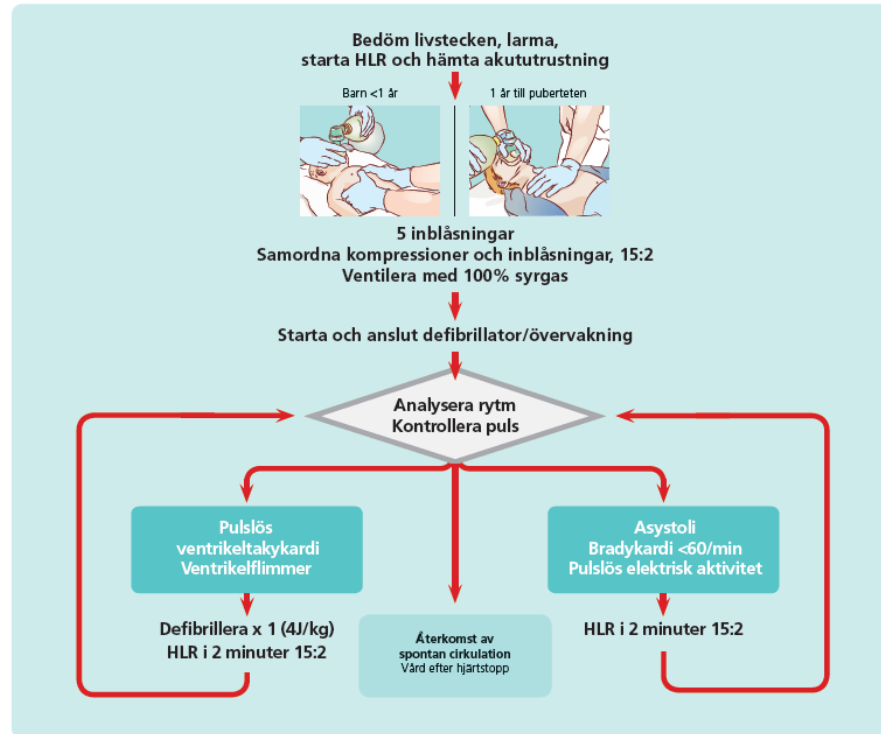 Bedöm livstecken, larma,
starta HLR och hämta akututrustning
Barn <1 år
1 år till puberteten
5 inblåsningar
Samordna kompressioner och inblåsningar, 15:2
Ventilera med 100% syrgas
Starta och anslut defibrillator/övervakning
Analysera rytm
Kontrollera puls
Pulslös
ventrikeltakykardi
Ventrikelflimmer
Asystoli
Bradykardi <60/min
Pulslös elektrisk aktivitet
Defibrillera x 1 (4J/kg)
HLR i 2 minuter 15:2
Återkomst av
spontan cirkulation
Vård efter hjärtstopp
HLR i 2 minuter 15:2